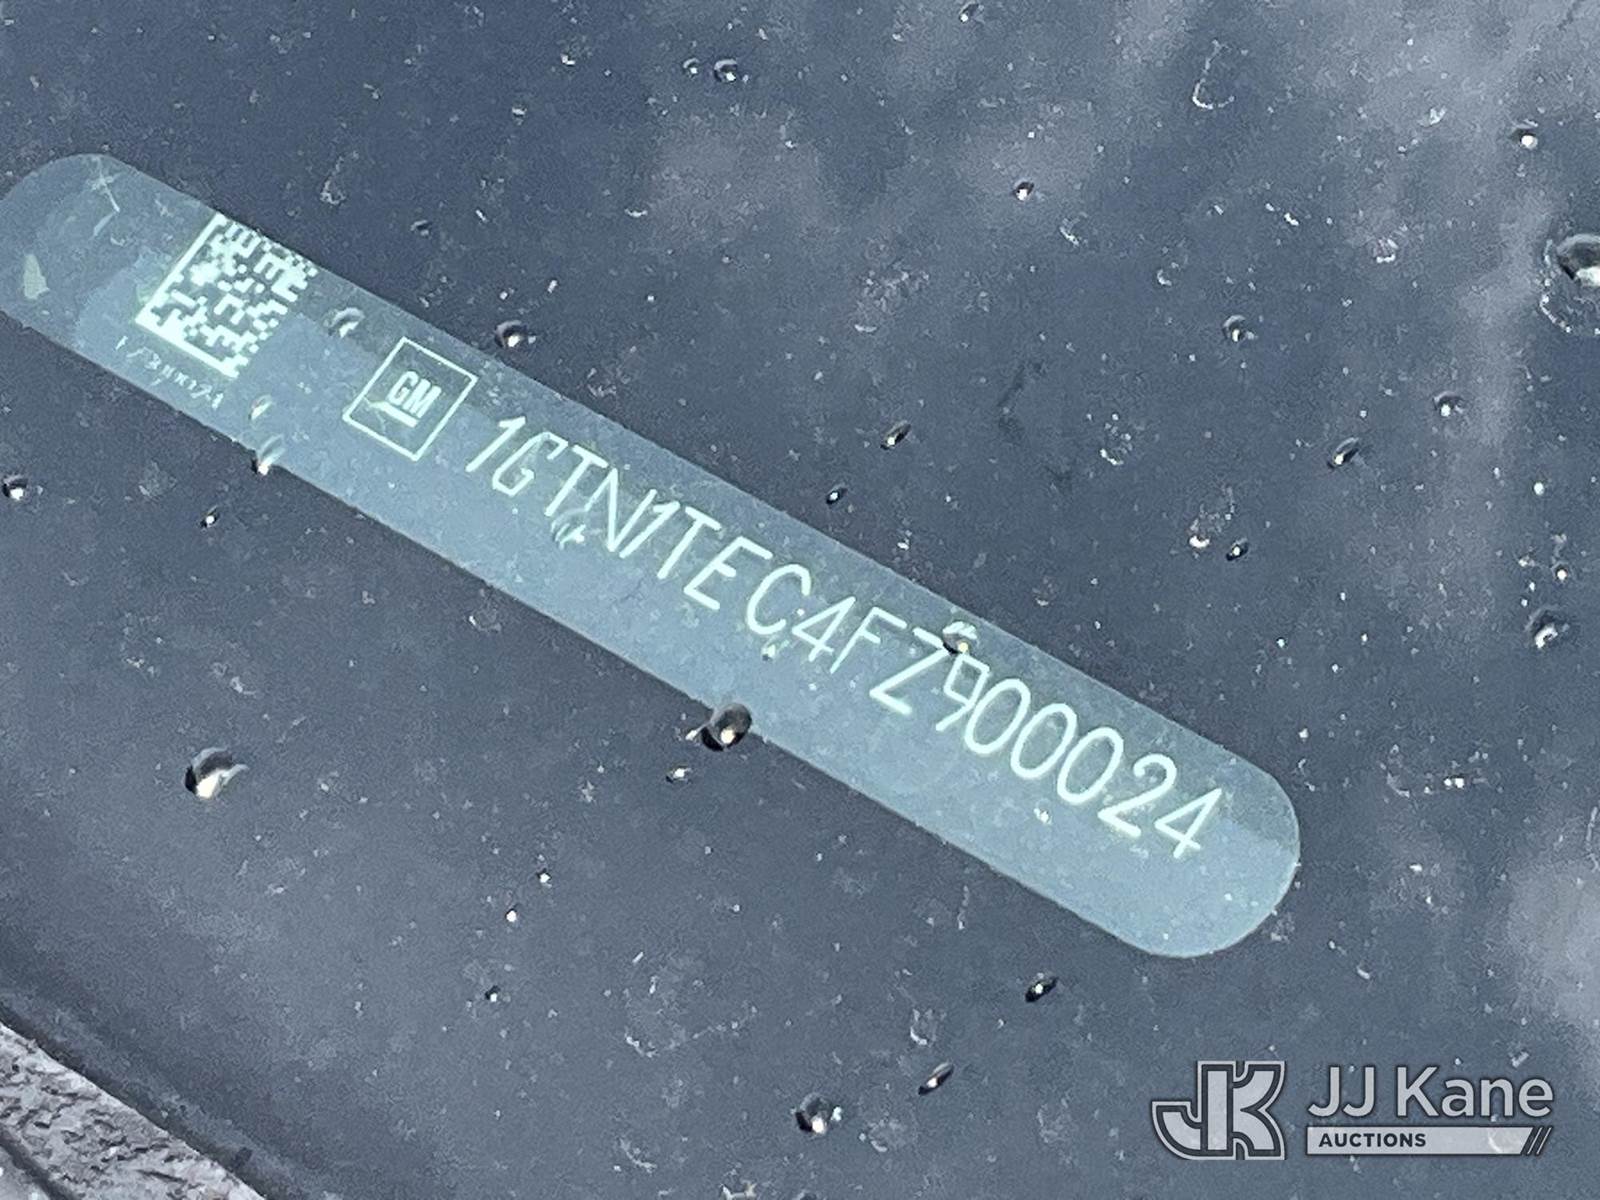 GM
1GTN1TEC4FZ900024
JJ Kane
AUCTIONS